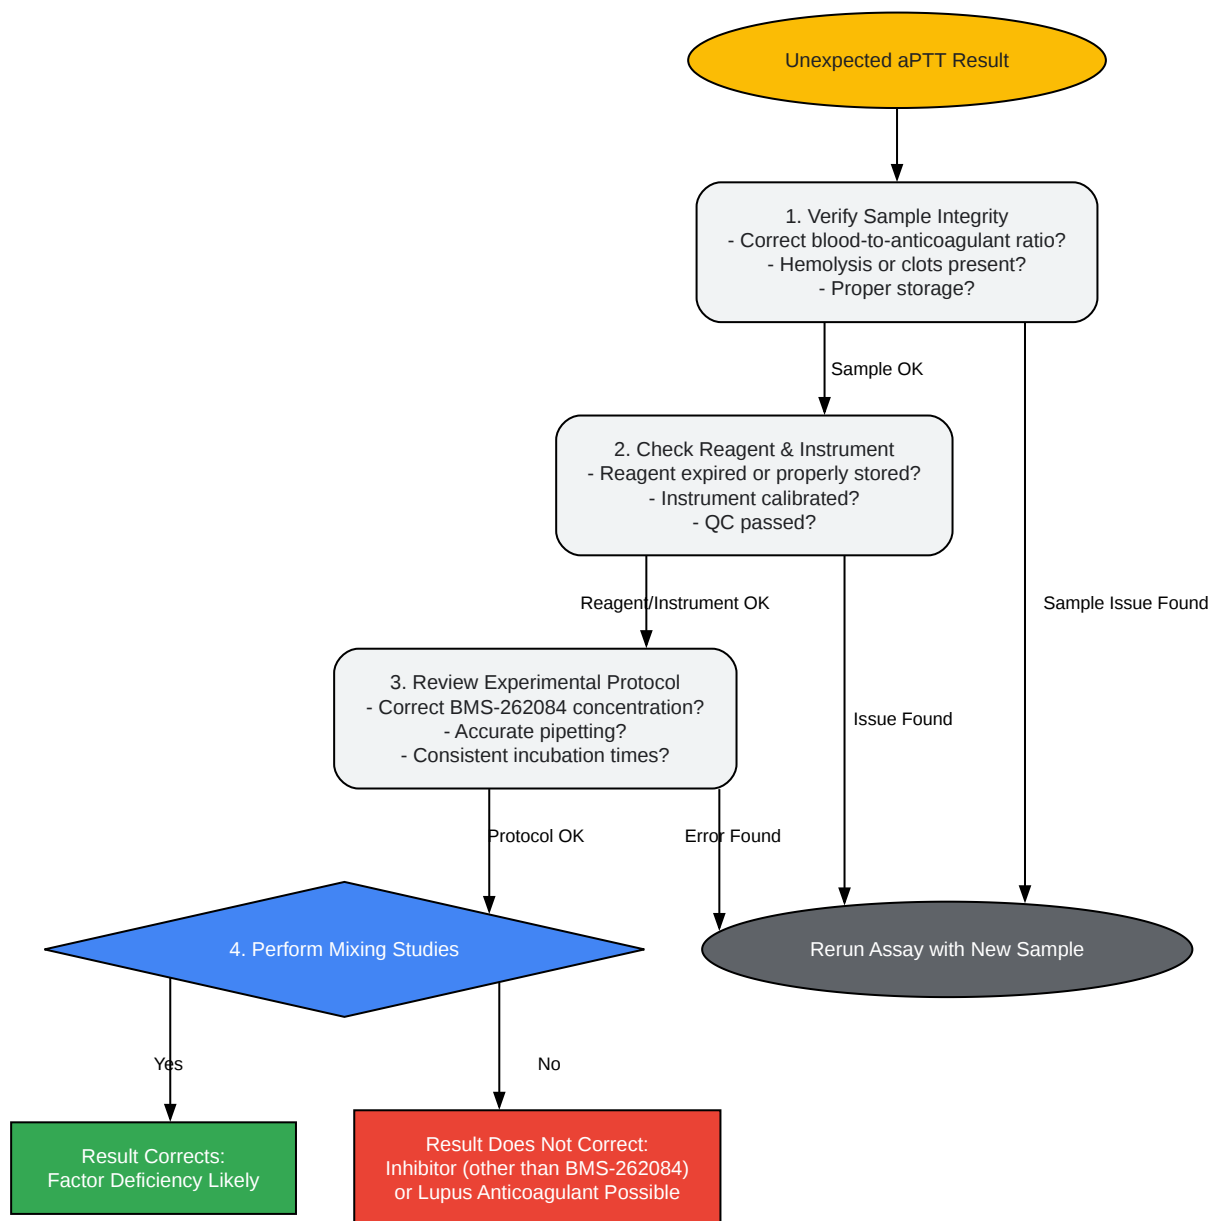 Unexpected aPTT Result
1. Verify Sample Integrity
- Correct blood-to-anticoagulant ratio?
- Hemolysis or clots present?
- Proper storage?
Sample OK
2. Check Reagent & Instrument
- Reagent expired or properly stored?
- Instrument calibrated?
- QC passed?
Reagent/Instrument OK
Sample Issue Found
3. Review Experimental Protocol
- Correct BMS-262084 concentration?
- Accurate pipetting?
- Consistent incubation times?
Issue Found
Protocol OK
Error Found
4. Perform Mixing Studies
Rerun Assay with New Sample
Yes
No
Result Corrects:
Factor Deficiency Likely
Result Does Not Correct:
Inhibitor (other than BMS-262084)
or Lupus Anticoagulant Possible